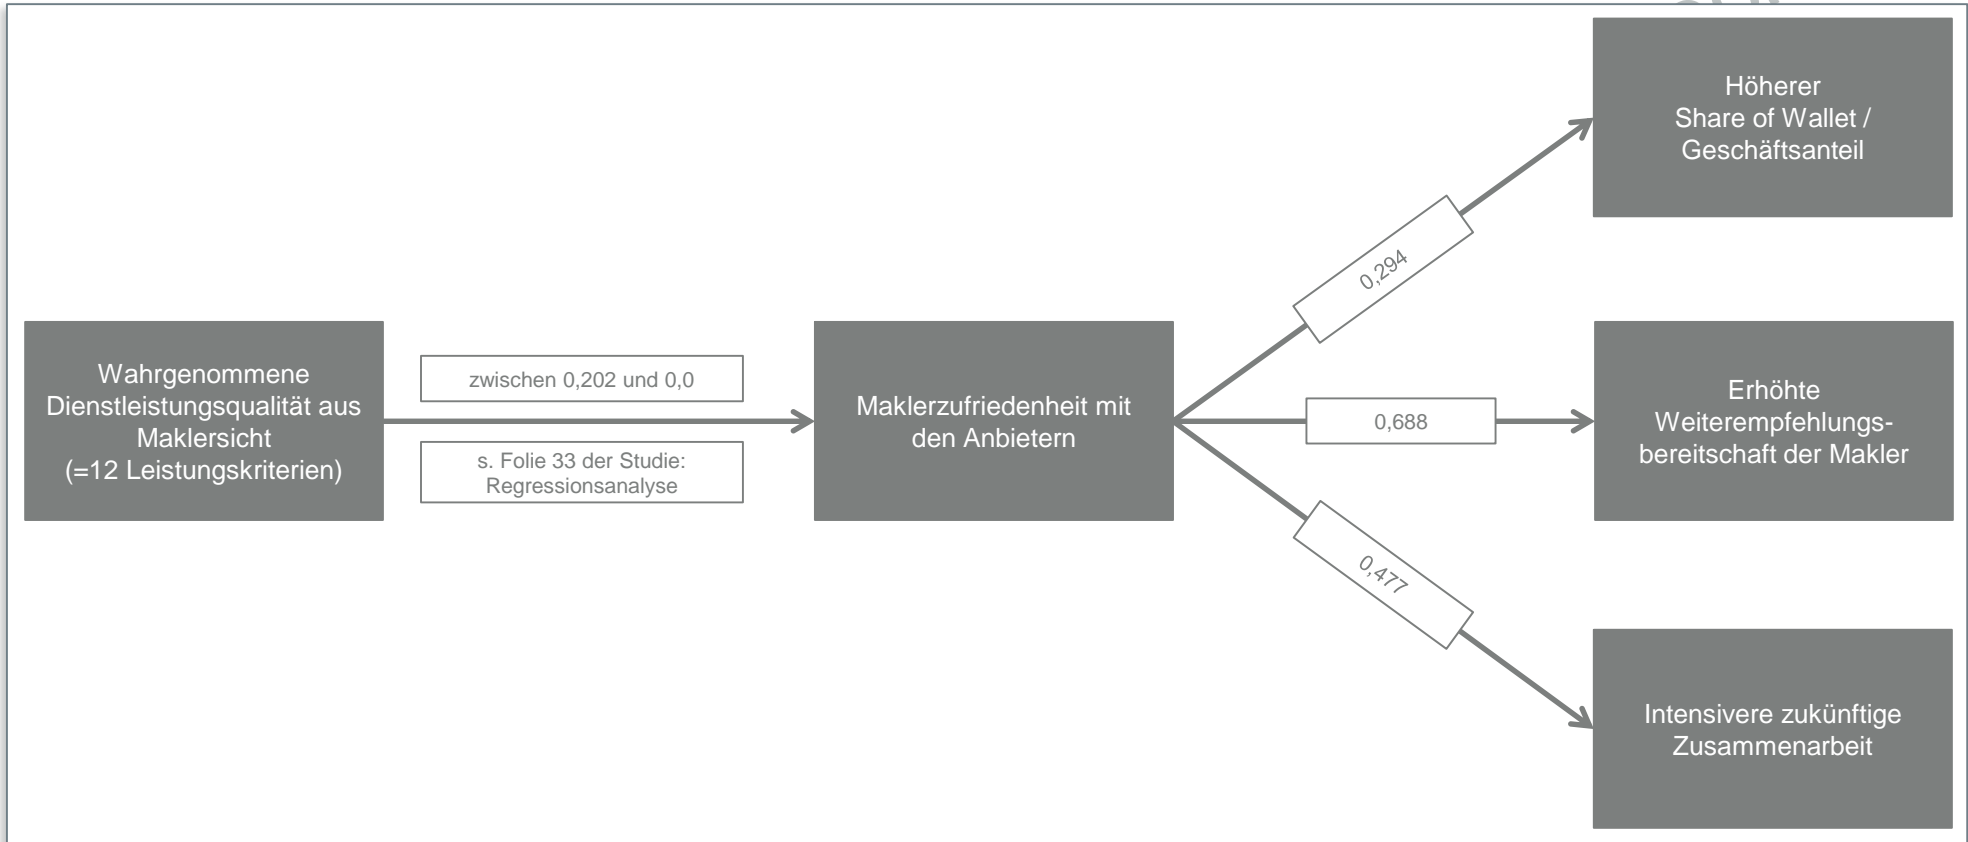 Höherer
Share of Wallet /
Geschäftsanteil
0,294
Wahrgenommene
Dienstleistungsqualität aus
Maklersicht
(=12 Leistungskriterien)
zwischen 0,202 und 0,0
s. Folie 33 der Studie:
Regressionsanalyse
Maklerzufriedenheit mit
den Anbietern
0,688
Erhöhte
Weiterempfehlungs-
bereitschaft der Makler
0,477
Intensivere zukünftige
Zusammenarbeit